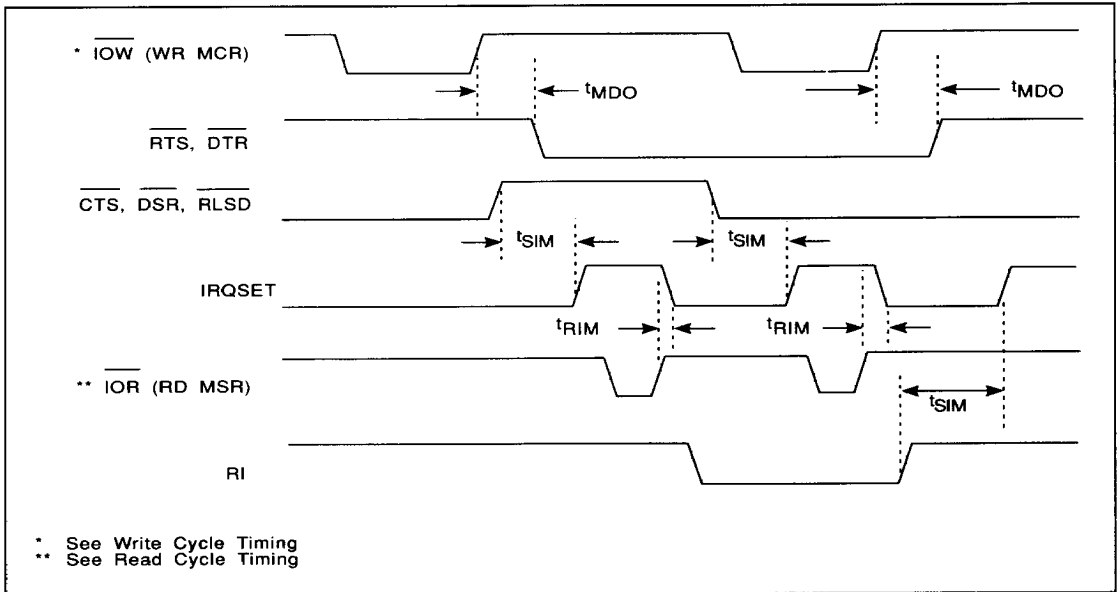 * IOW (WR MCR)
tMDO
tMDO
RTS, DTR
CTS, DSR, RLSD
tSIM
tSIM
IRQSET
tRIM
tRIM
** IOR (RD MSR)
tSIM
RI
* See Write Cycle Timing
** See Read Cycle Timing